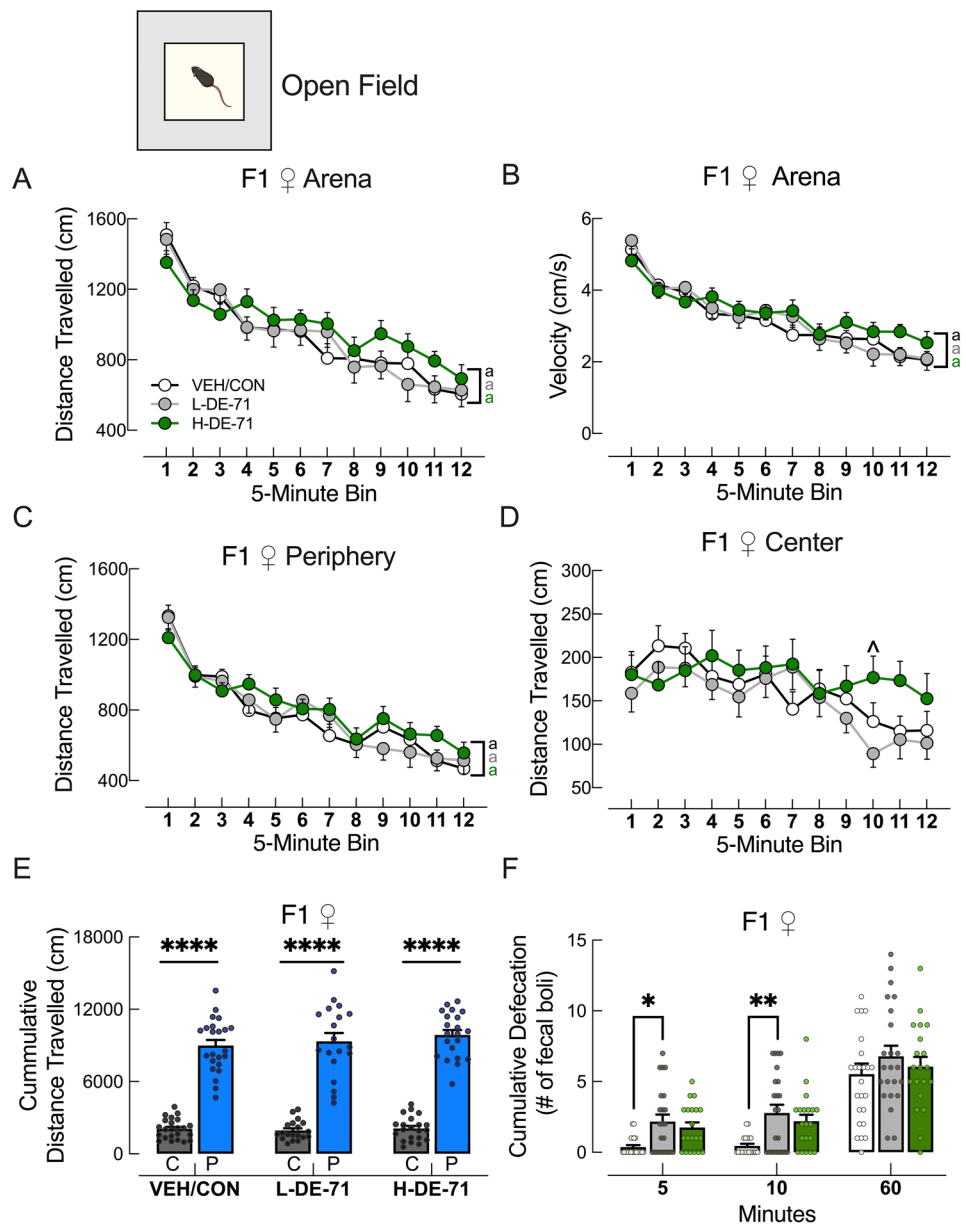 Open Field
A
F1 ♀ Arena
Distance Travelled (cm)
1600
1200
800
400
VEH/CON
L-DE-71
H-DE-71
a
a
a
1 2 3 4 5 6 7 8 9 10 11 12
5-Minute Bin
B
F1 ♀ Arena
Velocity (cm/s)
6
4
2
0
a
a
a
1 2 3 4 5 6 7 8 9 10 11 12
5-Minute Bin
C
F1 ♀ Periphery
Distance Travelled (cm)
1600
1200
800
400
a
a
a
1 2 3 4 5 6 7 8 9 10 11 12
5-Minute Bin
D
F1 ♀ Center
Distance Travelled (cm)
300
250
200
150
100
50
^
1 2 3 4 5 6 7 8 9 10 11 12
5-Minute Bin
E
F1 ♀
Cummulative
Distance Travelled (cm)
18000
12000
6000
0
**** **** ****
C P C P C P
VEH/CON L-DE-71 H-DE-71
F
F1 ♀
Cumulative Defecation
(# of fecal boli)
15
10
5
0
* **
5 10 60
Minutes